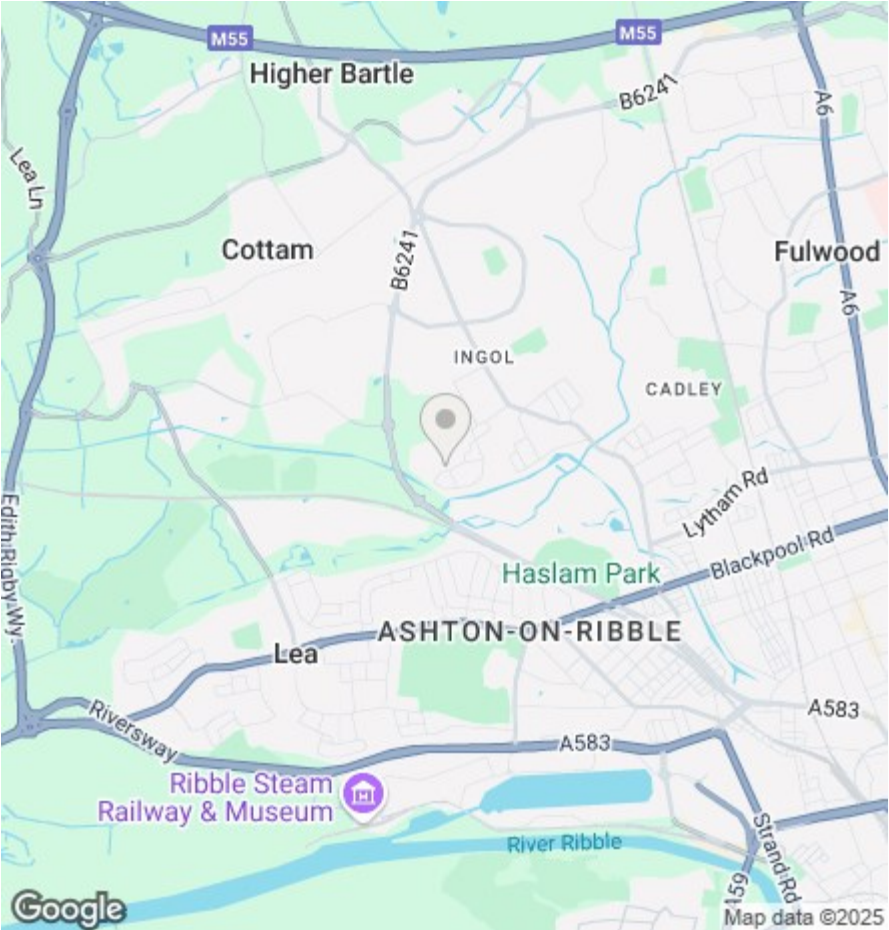 M55
M55
Higher Bartle
B6241
A6
Lea Ln
Cottam
B6241
Fulwood
A6
INGOL
CADLEY
Lytham Rd
Edith Rigby Wy.
Blackpool Rd
Haslam Park
ASHTON-ON-RIBBLE
Lea
Riversway
A583
A583
Ribble Steam
Railway & Museum
River Ribble
Strand Rd
A59
Google
Map data ©2025